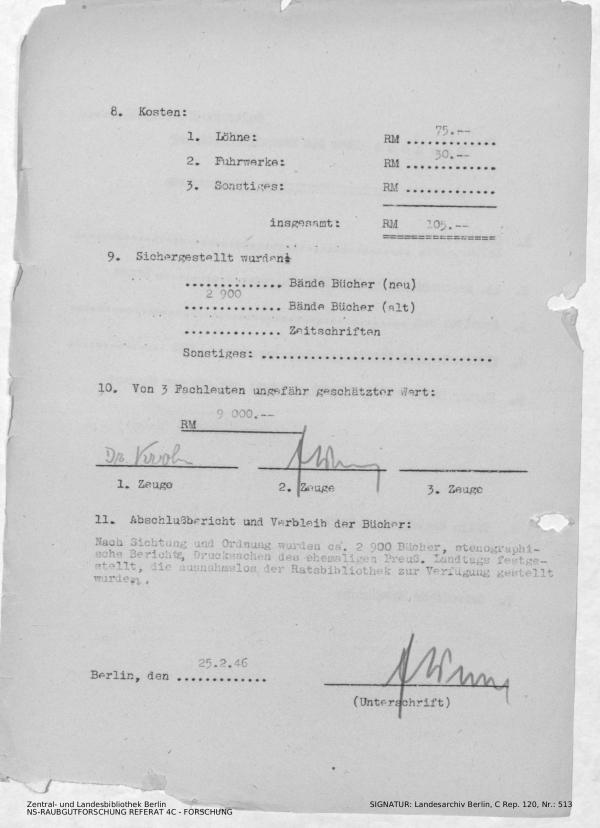 8. Kosten:
1. Löhne: RM 75.--
2. Fuhrwerke: RM 30.--
3. Sonstiges: RM ..............
insgesamt: RM 105.--
9. Sichergestellt wurden:
.............. Bände Bücher (neu)
2 900 Bände Bücher (alt)
.............. Zeitschriften
Sonstiges: ..................................
10. Von 3 Fachleuten ungefähr geschätzter Wert:
RM 9 000.--
Dr. Krohn
1. Zeuge 2. Zeuge 3. Zeuge
11. Abschlußbericht und Verbleib der Bücher:
Nach Sichtung und Ordnung wurden ca. 2 900 Bücher, stenographi-
sche Berichte, Drucksachen des ehemaligen Preuß. Landtags festge-
stellt, die ausnahmslos der Ratsbibliothek zur Verfügung gestellt
wurden.
Berlin, den 25.2.46
(Unterschrift)
Zentral- und Landesbibliothek Berlin
NS-RAUBGUTFORSCHUNG REFERAT 4C - FORSCHUNG
SIGNATUR: Landesarchiv Berlin, C Rep. 120, Nr.: 513